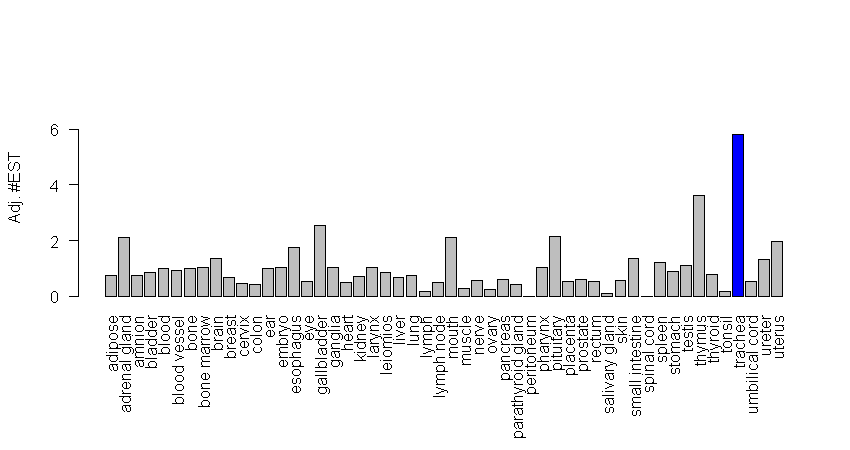 Adj. #EST
6
4
2
0
adipose
adrenal gland
amnion
bladder
blood
blood vessel
bone
bone marrow
brain
breast
cervix
colon
ear
embryo
esophagus
eye
gallbladder
ganglia
heart
kidney
larynx
leiomios
liver
lung
lymph
lymph node
mouth
muscle
nerve
ovary
pancreas
parathyroid gland
peritoneum
pharynx
pituitary
placenta
prostate
rectum
salivary gland
skin
small intestine
spinal cord
spleen
stomach
testis
thymus
thyroid
tonsil
trachea
umbilical cord
ureter
uterus